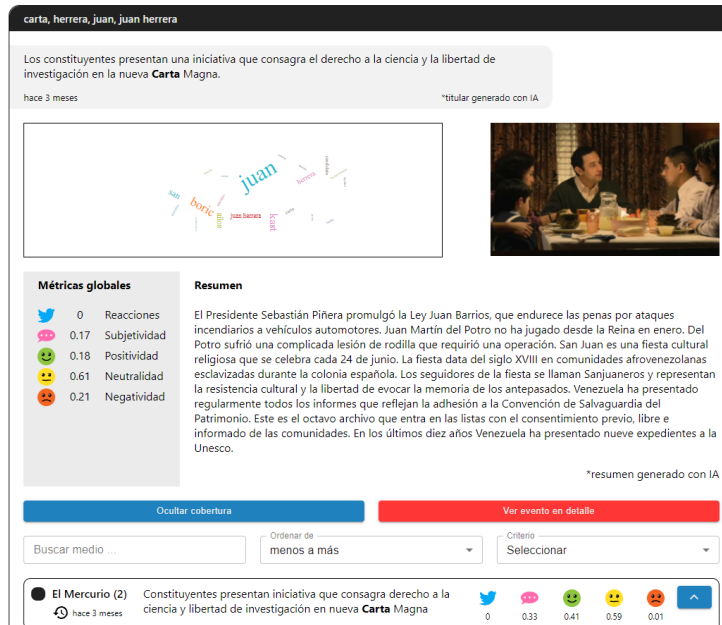 carta, herrera, juan, juan herrera
Los constituyentes presentan una iniciativa que consagra el derecho a la ciencia y la libertad de
investigación en la nueva Carta Magna.
hace 3 meses
*titular generado con IA
juan
herrera
san
boric
ulloa
juan herrera
kast
Métricas globales
0 Reacciones
0.17 Subjetividad
0.18 Positividad
0.61 Neutralidad
0.21 Negatividad
Resumen
El Presidente Sebastián Piñera promulgó la Ley Juan Barrios, que endurece las penas por ataques
incendiarios a vehículos automotores. Juan Martín del Potro no ha jugado desde la Reina en enero. Del
Potro sufrió una complicada lesión de rodilla que requirió una operación. San Juan es una fiesta cultural
religiosa que se celebra cada 24 de junio. La fiesta data del siglo XVIII en comunidades afrovenezolanas
esclavizadas durante la colonia española. Los seguidores de la fiesta se llaman Sanjuaneros y representan
la resistencia cultural y la libertad de evocar la memoria de los antepasados. Venezuela ha presentado
regularmente todos los informes que reflejan la adhesión a la Convención de Salvaguardia del
Patrimonio. Este es el octavo archivo que entra en las listas con el consentimiento previo, libre e
informado de las comunidades. En los últimos diez años Venezuela ha presentado nueve expedientes a la
Unesco.
*resumen generado con IA
Ocultar cobertura
Ver evento en detalle
Buscar medio ...
Ordenar de
menos a más
Criterio
Seleccionar
El Mercurio (2)
hace 3 meses
Constituyentes presentan iniciativa que consagra derecho a la
ciencia y libertad de investigación en nueva Carta Magna
0 0.33 0.41 0.59 0.01